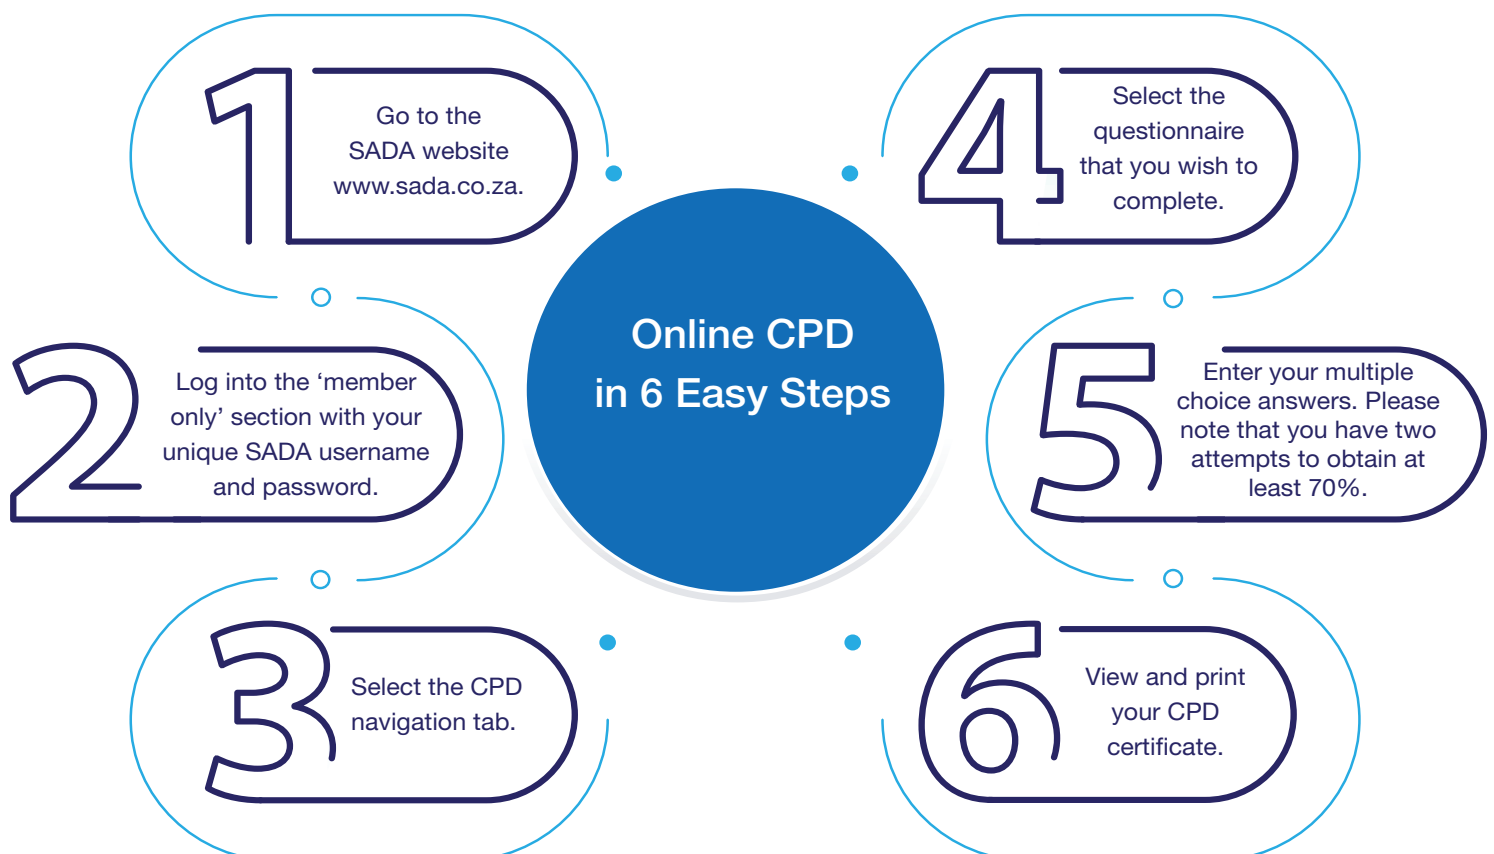 Online CPD
in 6 Easy Steps
1
Go to the
SADA website
www.sada.co.za.
2
Log into the ‘member
only’ section with your
unique SADA username
and password.
3
Select the CPD
navigation tab.
4
Select the
questionnaire
that you wish to
complete.
5
Enter your multiple
choice answers. Please
note that you have two
attempts to obtain at
least 70%.
6
View and print
your CPD
certificate.